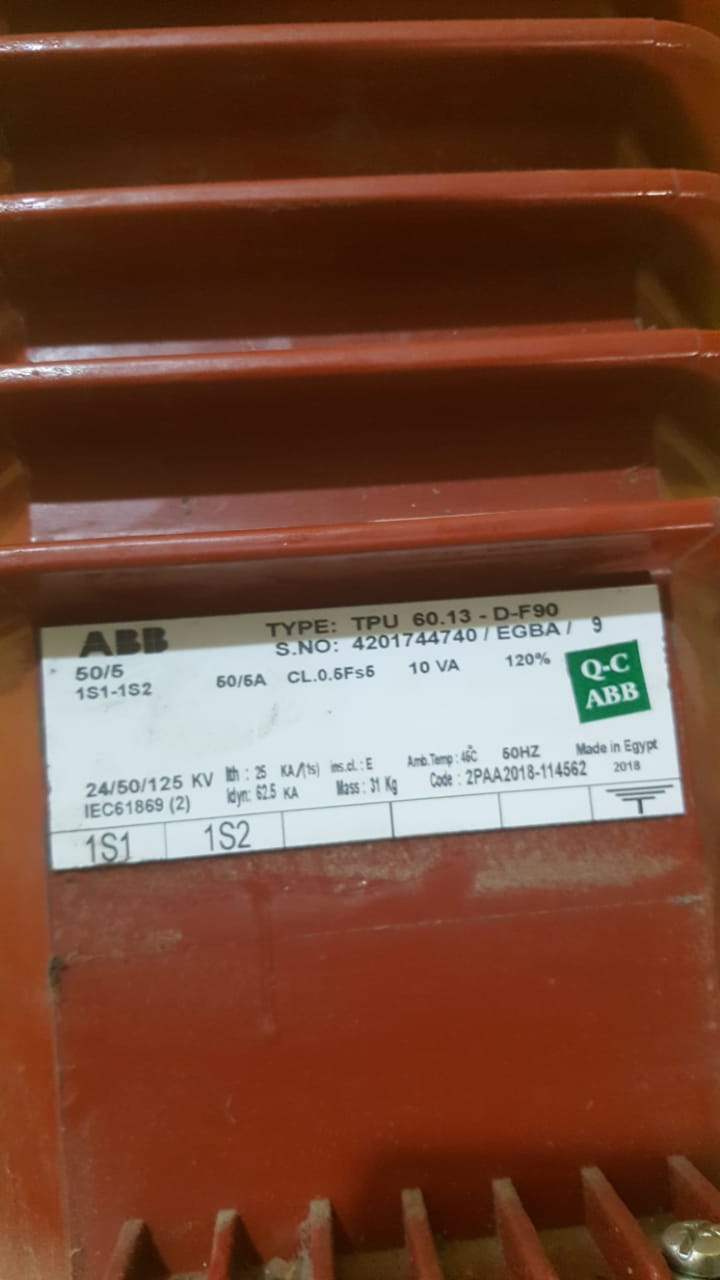 ABB
TYPE: TPU 60.13 - D-F90
S.NO: 4201744740 / EGBA / 9
50/5
1S1-1S2 50/5A CL.0.5Fs5 10 VA 120%
Q-C
ABB
24/50/125 KV Ith : 25 KA/(1s) ins.cl.: E Amb.Temp : 46°C 50HZ Made in Egypt
IEC61869 (2) Idyn: 62.5 KA Mass: 31 Kg Code : 2PAA2018-114562 2018
1S1 1S2